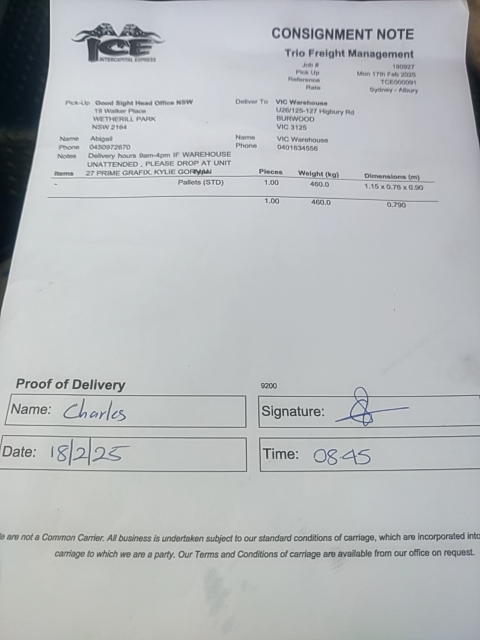 ICE
INTERCAPITAL EXPRESS
CONSIGNMENT NOTE
Trio Freight Management
Job # 190927
Pick Up Mon 17th Feb 2025
Reference TCE000091
Rate Sydney - Albury
Pick-Up Good Sight Head Office NSW
19 Walker Place
WETHERILL PARK
NSW 2164
Deliver To VIC Warehouse
U26/125-127 Highbury Rd
BURWOOD
VIC 3125
Name Abigail
Phone 0430972670
Name VIC Warehouse
Phone 0401834556
Notes Delivery hours 9am-4pm IF WAREHOUSE
UNATTENDED , PLEASE DROP AT UNIT
27 PRIME GRAFIX, KYLIE GORMAN
Items Pieces Weight (kg) Dimensions (m)
- Pallets (STD) 1.00 460.0 1.15 x 0.76 x 0.90
1.00 460.0 0.790
Proof of Delivery
9200
Name: Charles
Signature:
Date: 18/2/25
Time: 0845
are not a Common Carrier. All business is undertaken subject to our standard conditions of carriage, which are incorporated into
carriage to which we are a party. Our Terms and Conditions of carriage are available from our office on request.